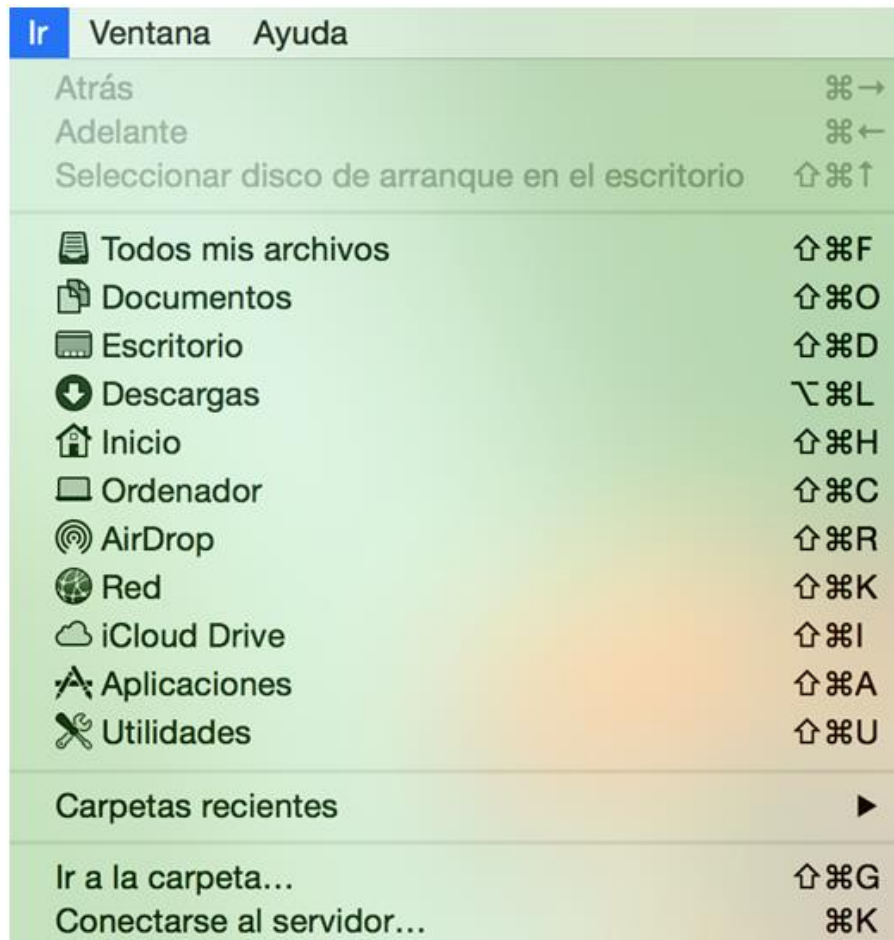 Ir Ventana Ayuda
Atrás ⌘→
Adelante ⌘←
Seleccionar disco de arranque en el escritorio ⇧⌘↑
Todos mis archivos ⇧⌘F
Documentos ⇧⌘O
Escritorio ⇧⌘D
Descargas ⌥⌘L
Inicio ⇧⌘H
Ordenador ⇧⌘C
AirDrop ⇧⌘R
Red ⇧⌘K
iCloud Drive ⇧⌘I
Aplicaciones ⇧⌘A
Utilidades ⇧⌘U
Carpetas recientes ▶
Ir a la carpeta... ⇧⌘G
Conectarse al servidor... ⌘K